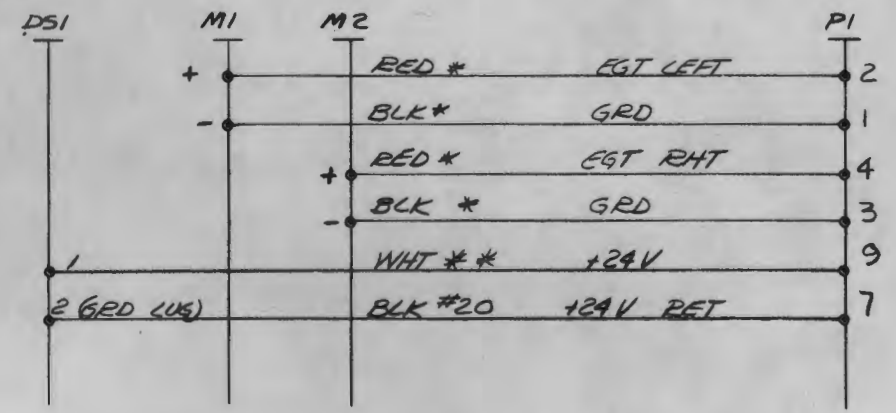 DS1 M1 M2 P1
+ RED * EGT LEFT 2
- BLK * GRD 1
+ RED * EGT RHT 4
- BLK * GRD 3
1 WHT * * +24V 9
2 (GRD LUG) BLK #20 +24V RET 7